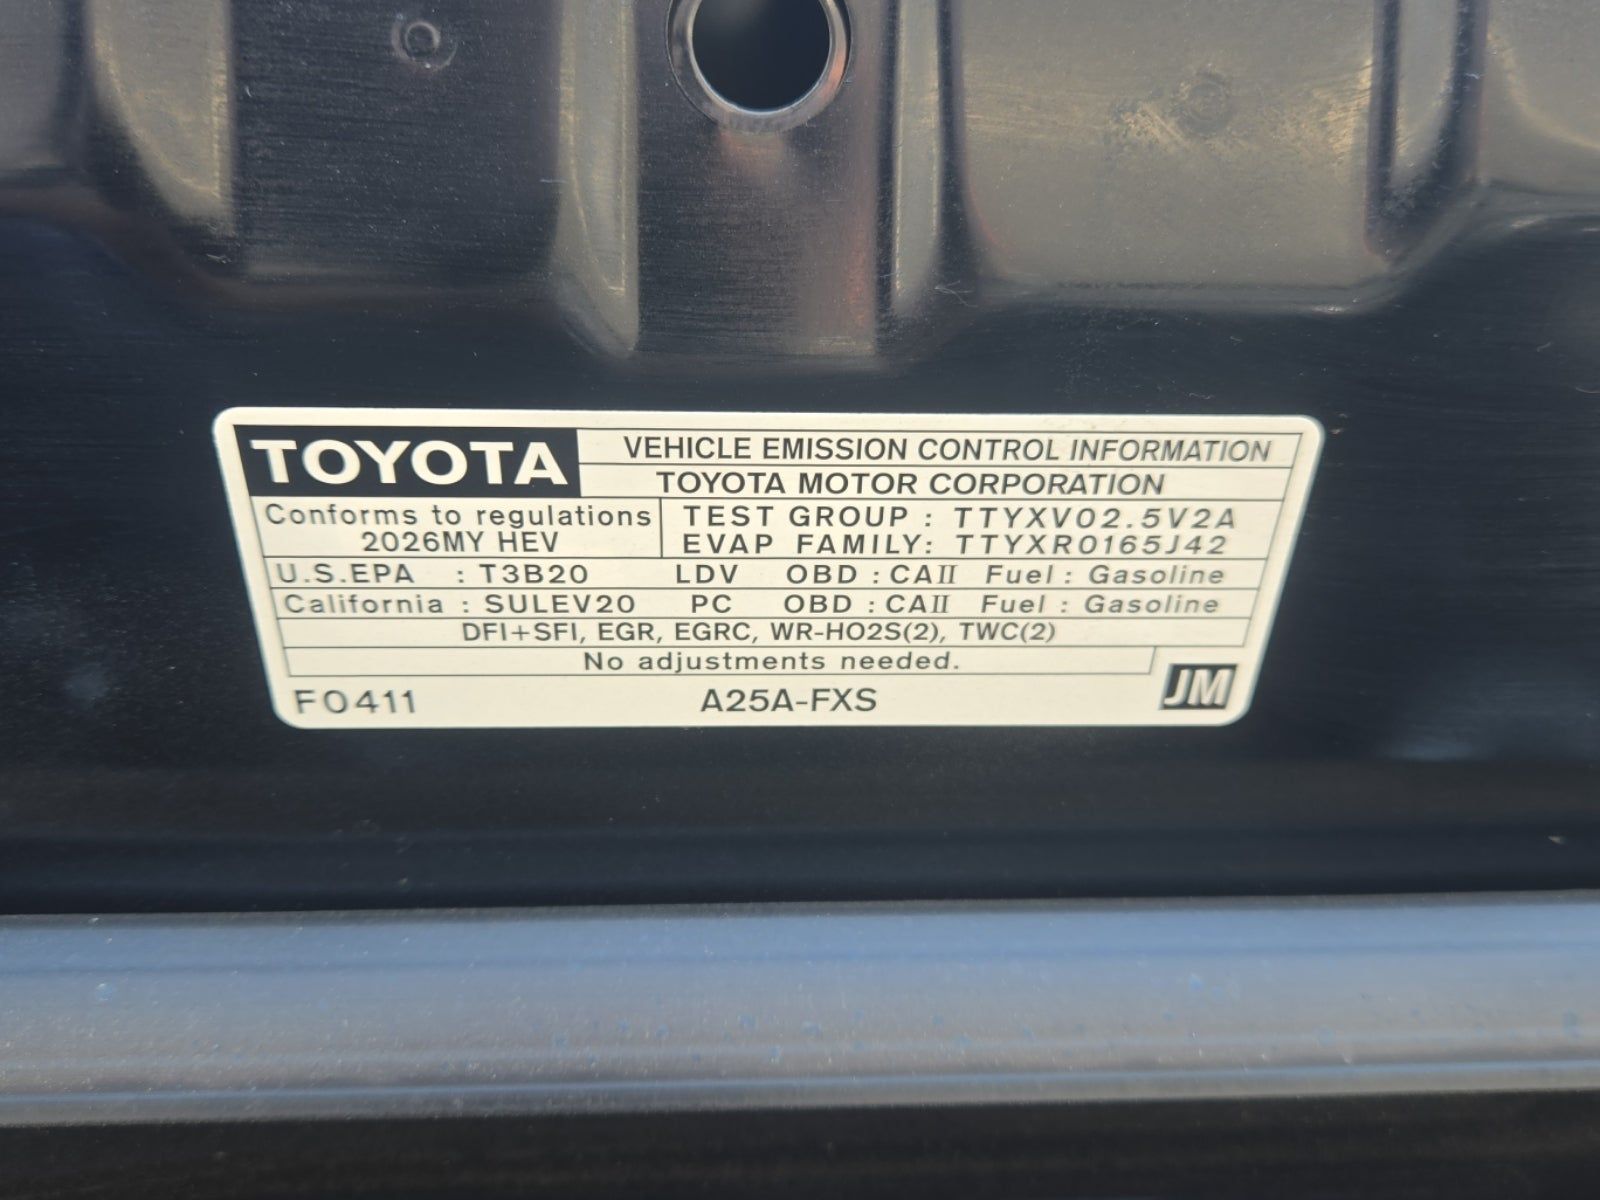 TOYOTA
VEHICLE EMISSION CONTROL INFORMATION
TOYOTA MOTOR CORPORATION
Conforms to regulations
2026MY HEV
TEST GROUP : TTYXV02.5V2A
EVAP FAMILY: TTYXR0165J42
U.S.EPA : T3B20 LDV OBD : CAII Fuel : Gasoline
California : SULEV20 PC OBD : CAII Fuel : Gasoline
DFI+SFI, EGR, EGRC, WR-HO2S(2), TWC(2)
No adjustments needed.
F0411 A25A-FXS JM